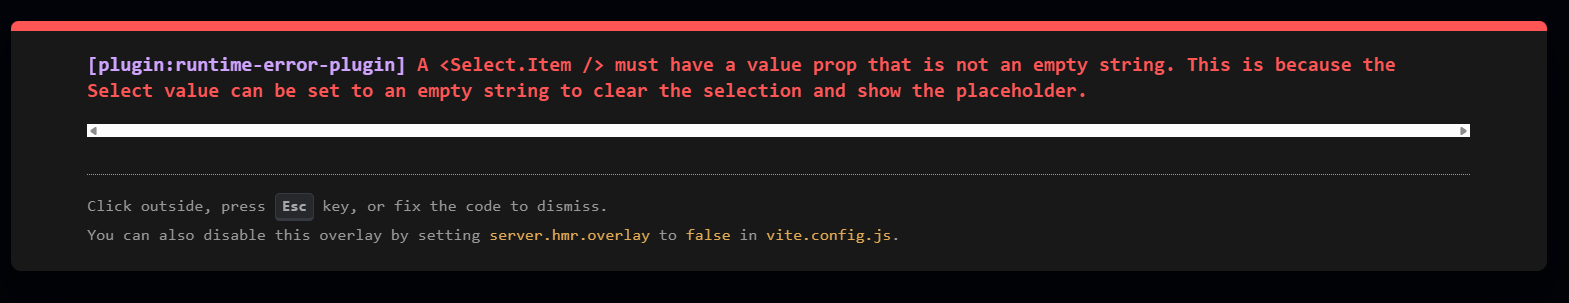 [plugin:runtime-error-plugin] A <Select.Item /> must have a value prop that is not an empty string. This is because the
Select value can be set to an empty string to clear the selection and show the placeholder.
Click outside, press Esc key, or fix the code to dismiss.
You can also disable this overlay by setting server.hmr.overlay to false in vite.config.js.